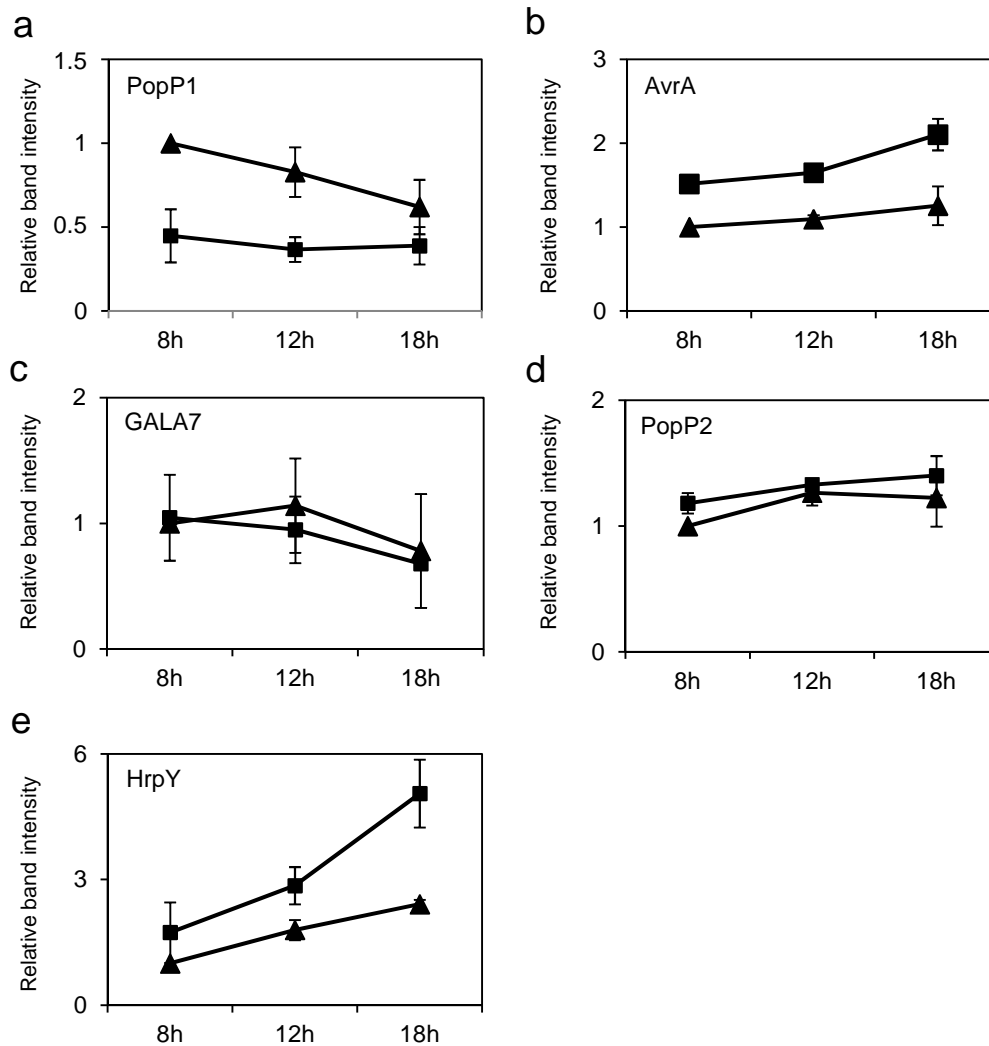 a
PopP1
Relative band intensity
1.5
1
0.5
0
8h 12h 18h
b
AvrA
Relative band intensity
3
2
1
0
8h 12h 18h
c
GALA7
Relative band intensity
2
1
0
8h 12h 18h
d
PopP2
Relative band intensity
2
1
0
8h 12h 18h
e
HrpY
Relative band intensity
6
3
0
8h 12h 18h